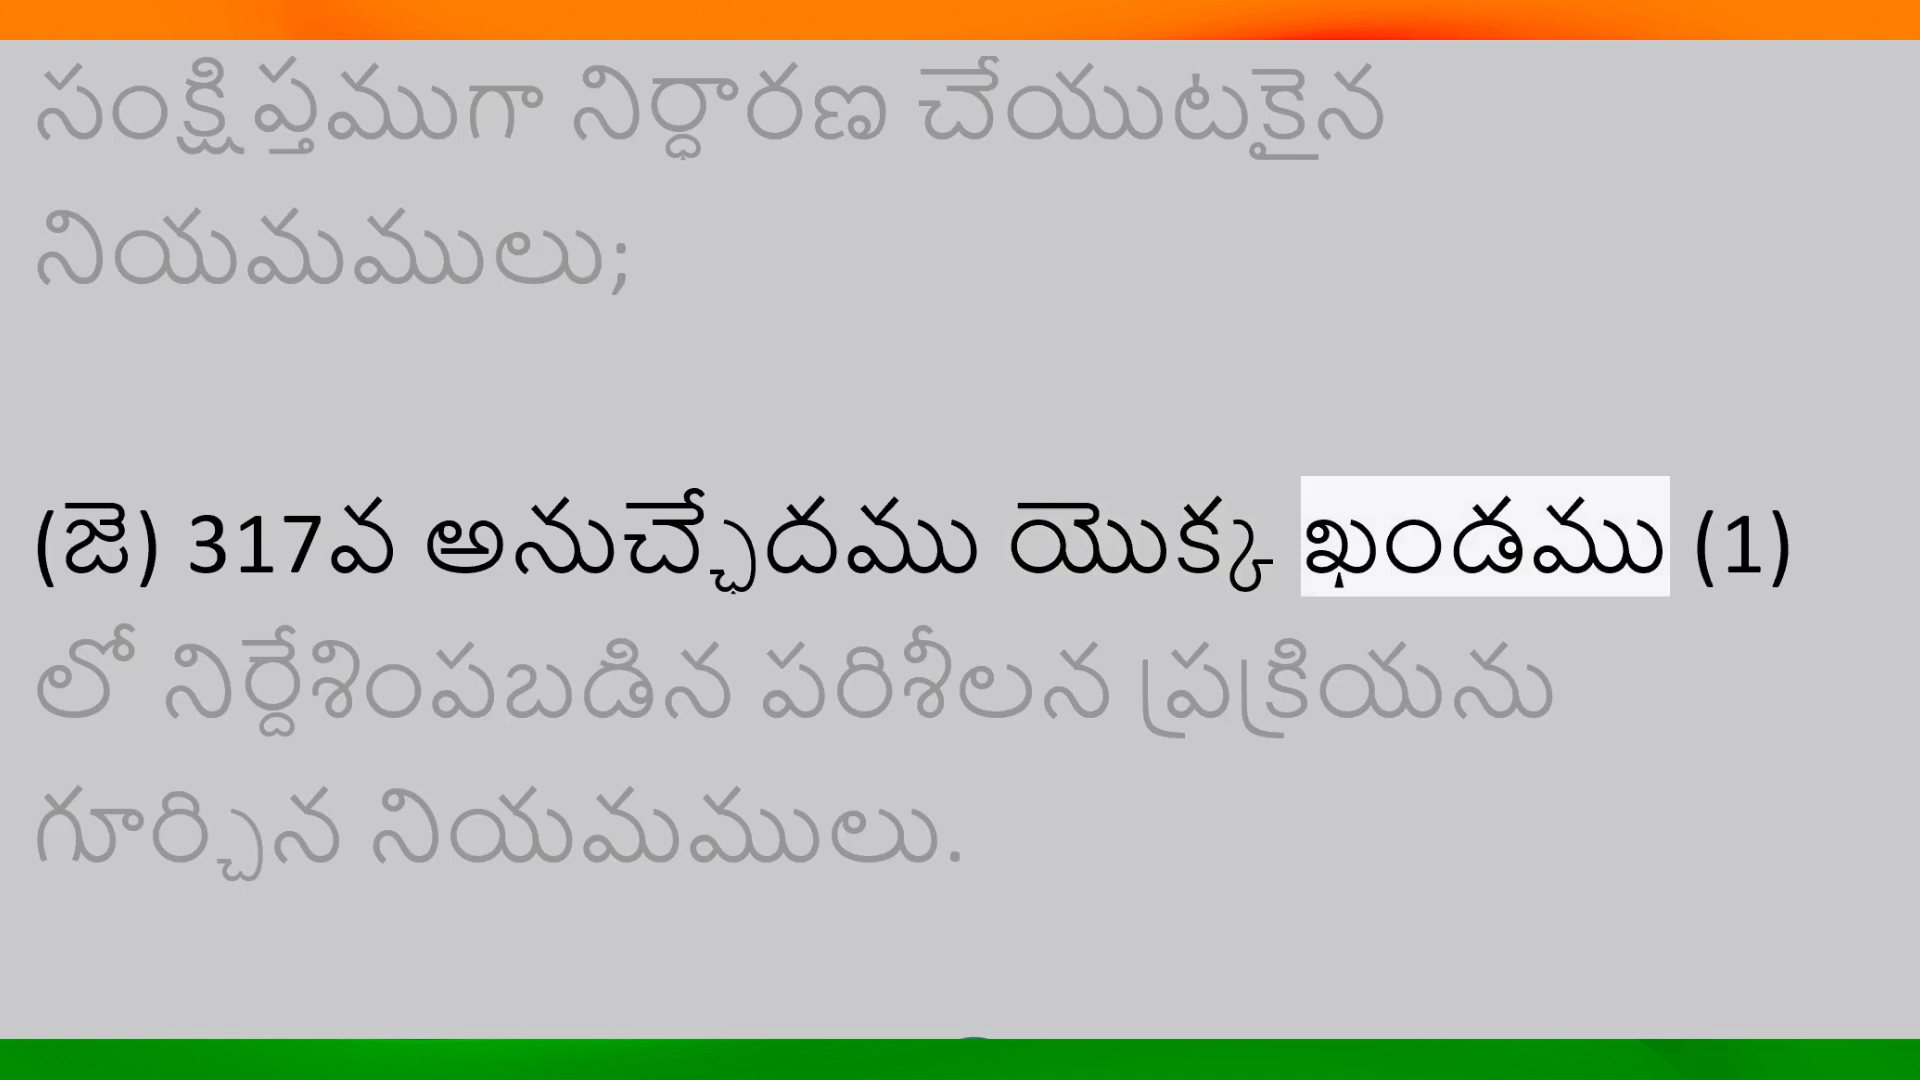 సంక్షిప్తముగా నిర్ధారణ చేయుటకైన
నియమములు;
(జె) 317వ అనుచ్ఛేదము యొక్క ఖండము (1)
లో నిర్దేశింపబడిన పరిశీలన ప్రక్రియను
గూర్చిన నియమములు.